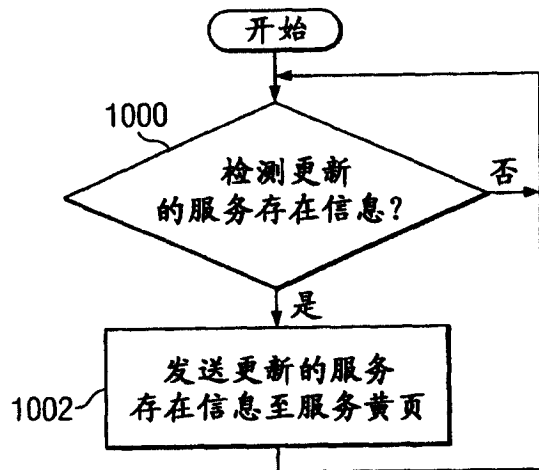 开始
1000
检测更新
的服务存在信息?
否
是
发送更新的服务
存在信息至服务黄页
1002